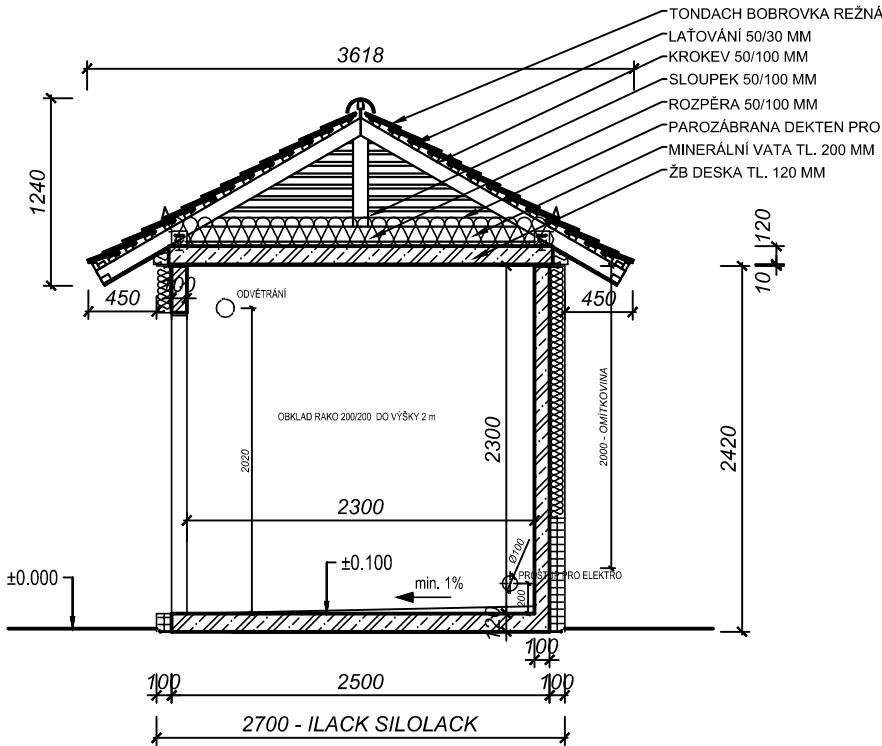 TONDACH BOBROVKA REŽNÁ
LAŤOVÁNÍ 50/30 MM
3618
KROKEV 50/100 MM
SLOUPEK 50/100 MM
ROZPĚRA 50/100 MM
PAROZÁBRANA DEKTEN PRO
MINERÁLNÍ VATA TL. 200 MM
ŽB DESKA TL. 120 MM
1240
120
10
450
ODVĚTRÁNÍ
450
OBKLAD RAKO 200/200 DO VÝŠKY 2 m
2020
2300
2000 - OMÍTKOVINA
2420
2300
Ø100
±0.000
±0.100
min. 1%
PROSTUP PRO ELEKTRO
200
120
100
100
2500
100
2700 - ILACK SILOLACK